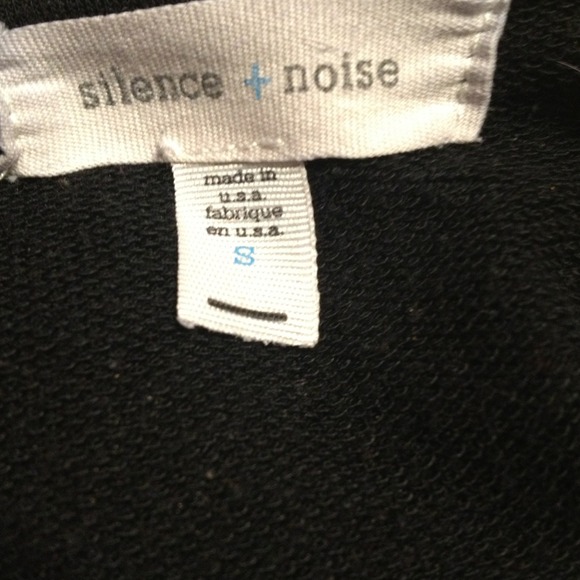 silence + noise
made in
u.s.a.
fabrique
en u.s.a.
S